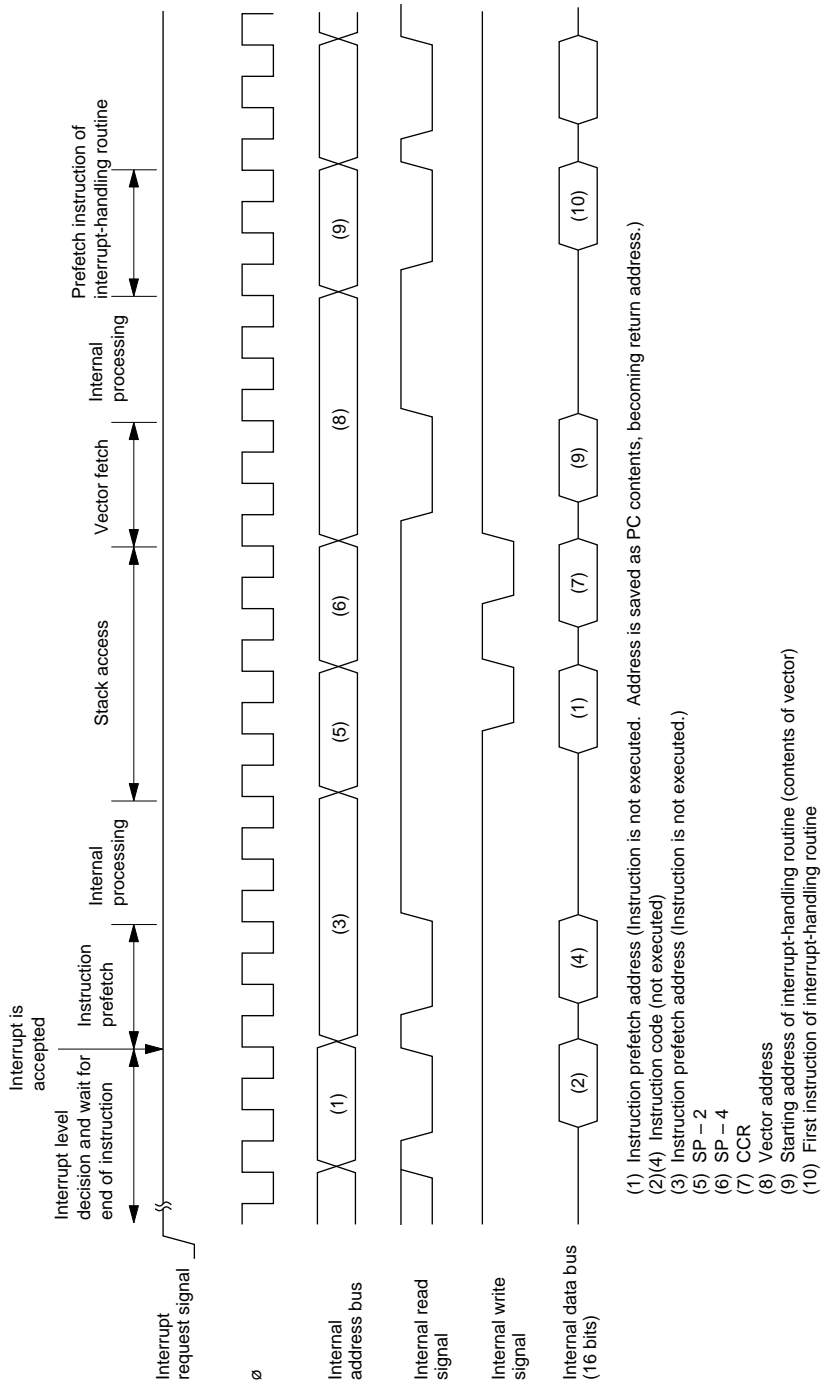 Interrupt is
accepted
Interrupt level
decision and wait for
end of instruction
Instruction
prefetch
Internal
processing
Stack access
Vector fetch
Internal
processing
Prefetch instruction of
interrupt-handling routine
Interrupt
request signal
ø
Internal
address bus
(1)
(3)
(5)
(6)
(8)
(9)
Internal read
signal
Internal write
signal
Internal data bus
(16 bits)
(2)
(4)
(1)
(7)
(9)
(10)
(1) Instruction prefetch address (Instruction is not executed. Address is saved as PC contents, becoming return address.)
(2)(4) Instruction code (not executed)
(3) Instruction prefetch address (Instruction is not executed.)
(5) SP – 2
(6) SP – 4
(7) CCR
(8) Vector address
(9) Starting address of interrupt-handling routine (contents of vector)
(10) First instruction of interrupt-handling routine